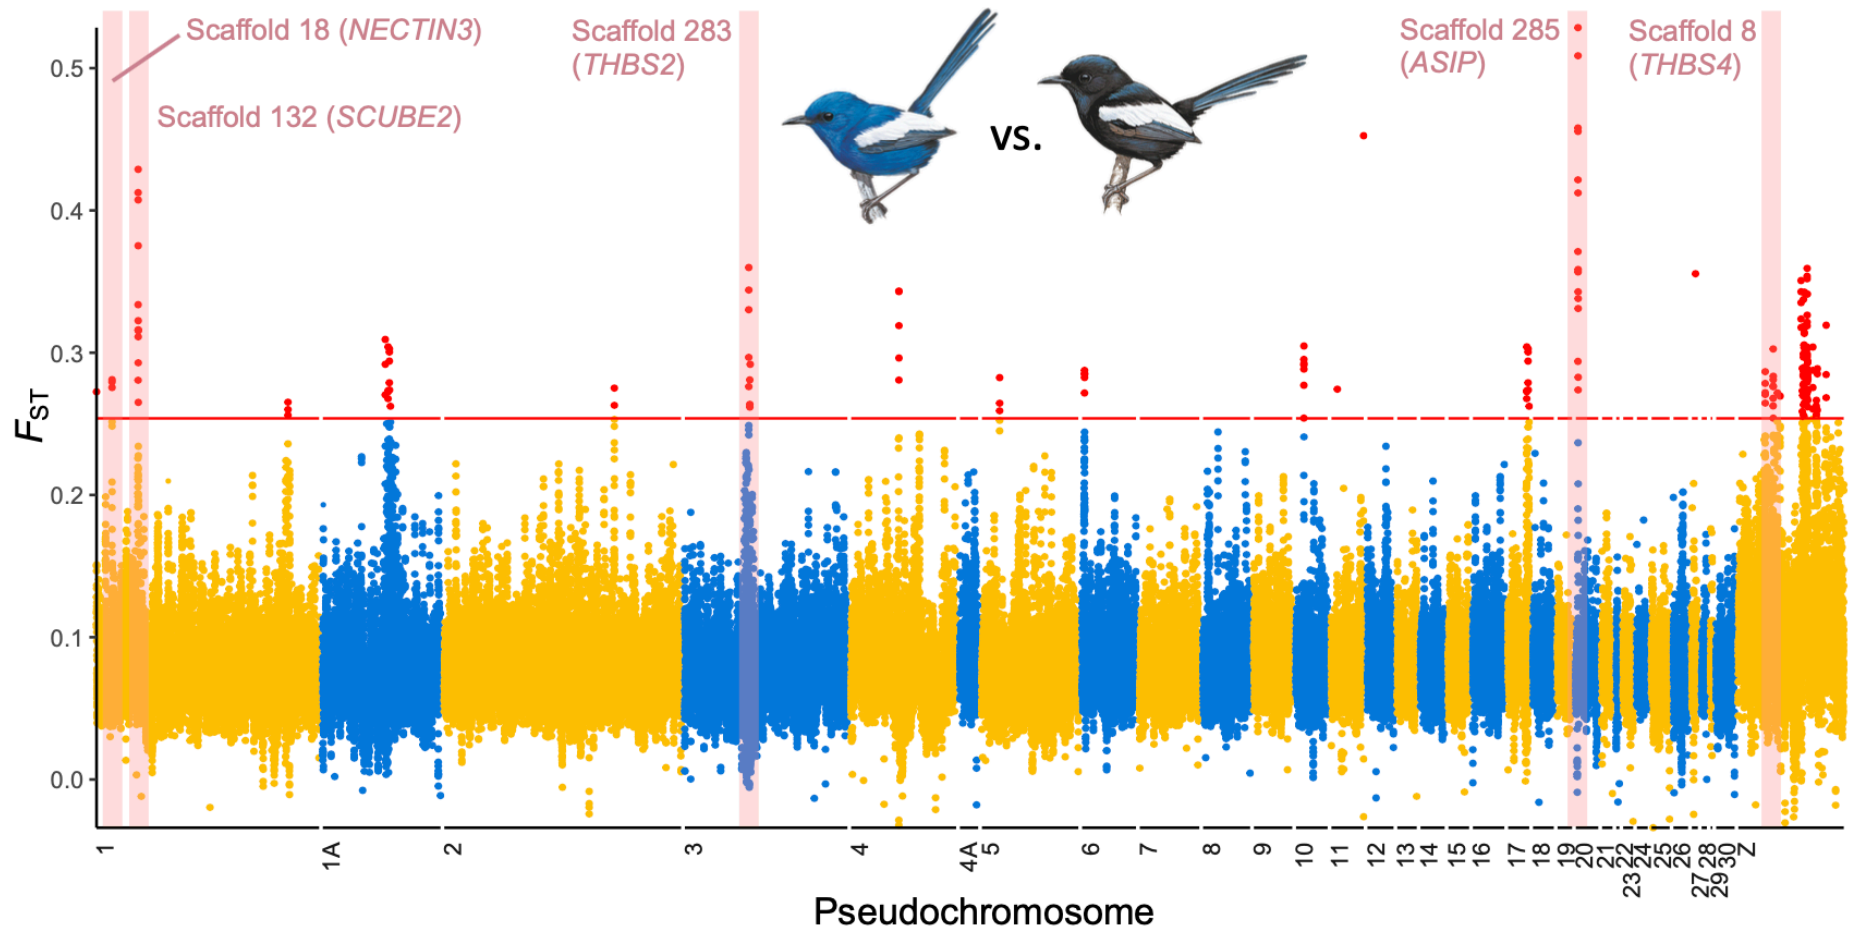 Scaffold 18 (NECTIN3)
Scaffold 132 (SCUBE2)
Scaffold 283
(THBS2)
vs.
Scaffold 285
(ASIP)
Scaffold 8
(THBS4)
FST
0.5
0.4
0.3
0.2
0.1
0.0
1
1A
2
3
4
4A
5
6
7
8
9
10
11
12
13
14
15
16
17
18
19
20
21
22
23
24
25
26
27
28
29
30
Z
Pseudochromosome